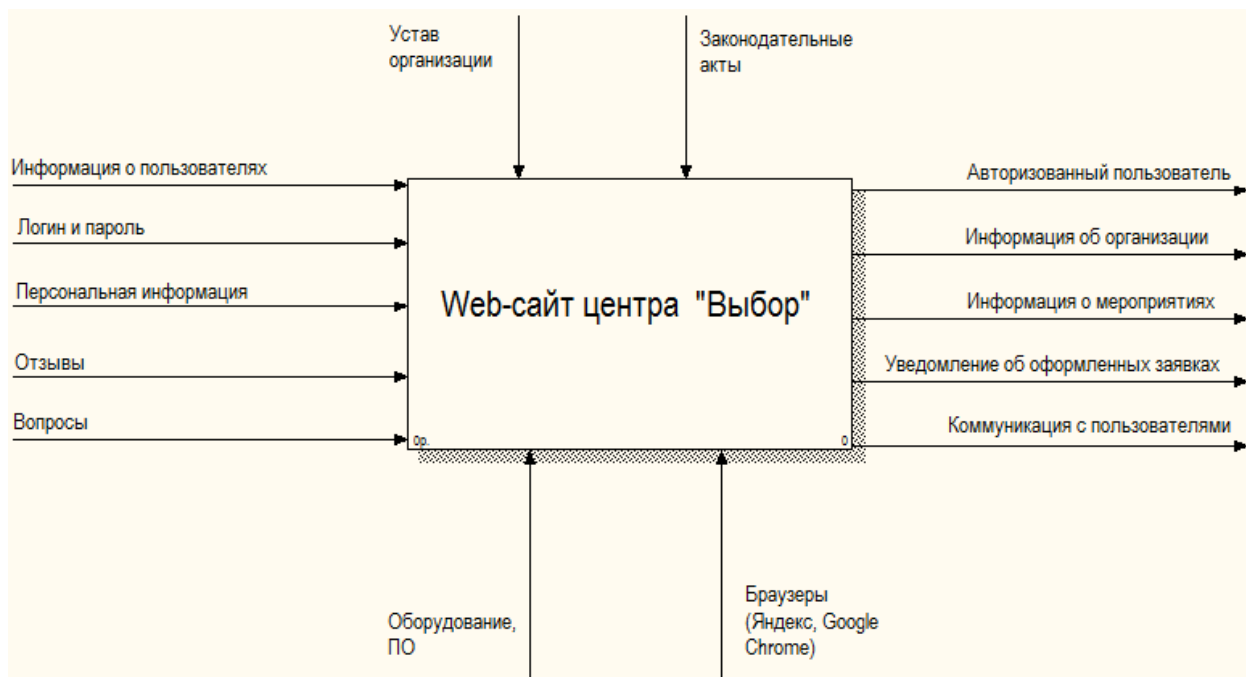 Устав
организации
Законодательные
акты
Информация о пользователях
Логин и пароль
Персональная информация
Отзывы
Вопросы
Web-сайт центра "Выбор"
0р.
0
Авторизованный пользователь
Информация об организации
Информация о мероприятиях
Уведомление об оформленных заявках
Коммуникация с пользователями
Оборудование,
ПО
Браузеры
(Яндекс, Google
Chrome)